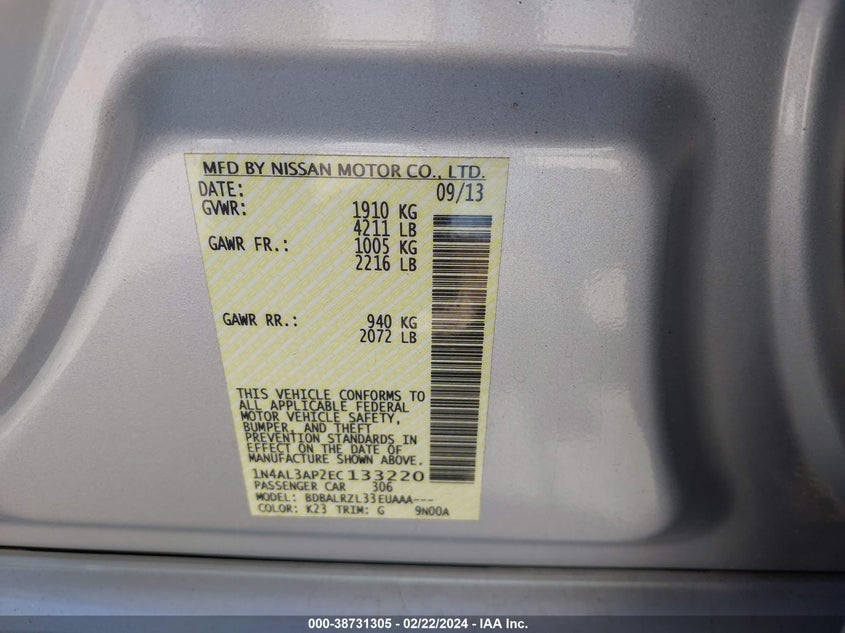 MFD BY NISSAN MOTOR CO., LTD.
DATE: 09/13
GVWR: 1910 KG
4211 LB
GAWR FR.: 1005 KG
2216 LB
GAWR RR.: 940 KG
2072 LB
THIS VEHICLE CONFORMS TO
ALL APPLICABLE FEDERAL
MOTOR VEHICLE SAFETY,
BUMPER, AND THEFT
PREVENTION STANDARDS IN
EFFECT ON THE DATE OF
MANUFACTURE SHOWN ABOVE.
1N4AL3AP2EC133220
PASSENGER CAR 306
MODEL: BDBALRZL33EUAAA---
COLOR: K23 TRIM: G 9N00A
000-38731305 - 02/22/2024 - IAA Inc.